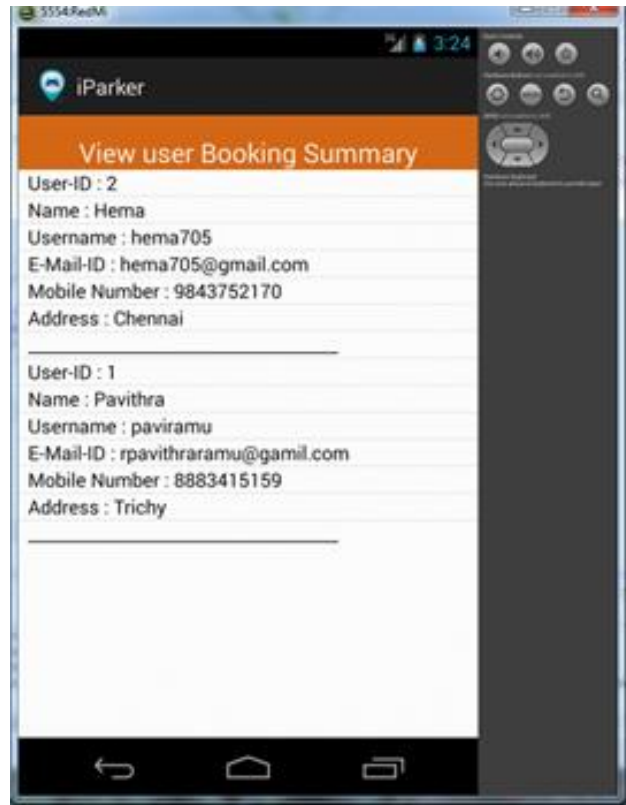 5554:RedMi
3:24
iParker
View user Booking Summary
User-ID : 2
Name : Hema
Username : hema705
E-Mail-ID : hema705@gmail.com
Mobile Number : 9843752170
Address : Chennai
User-ID : 1
Name : Pavithra
Username : paviramu
E-Mail-ID : rpavithraramu@gamil.com
Mobile Number : 8883415159
Address : Trichy